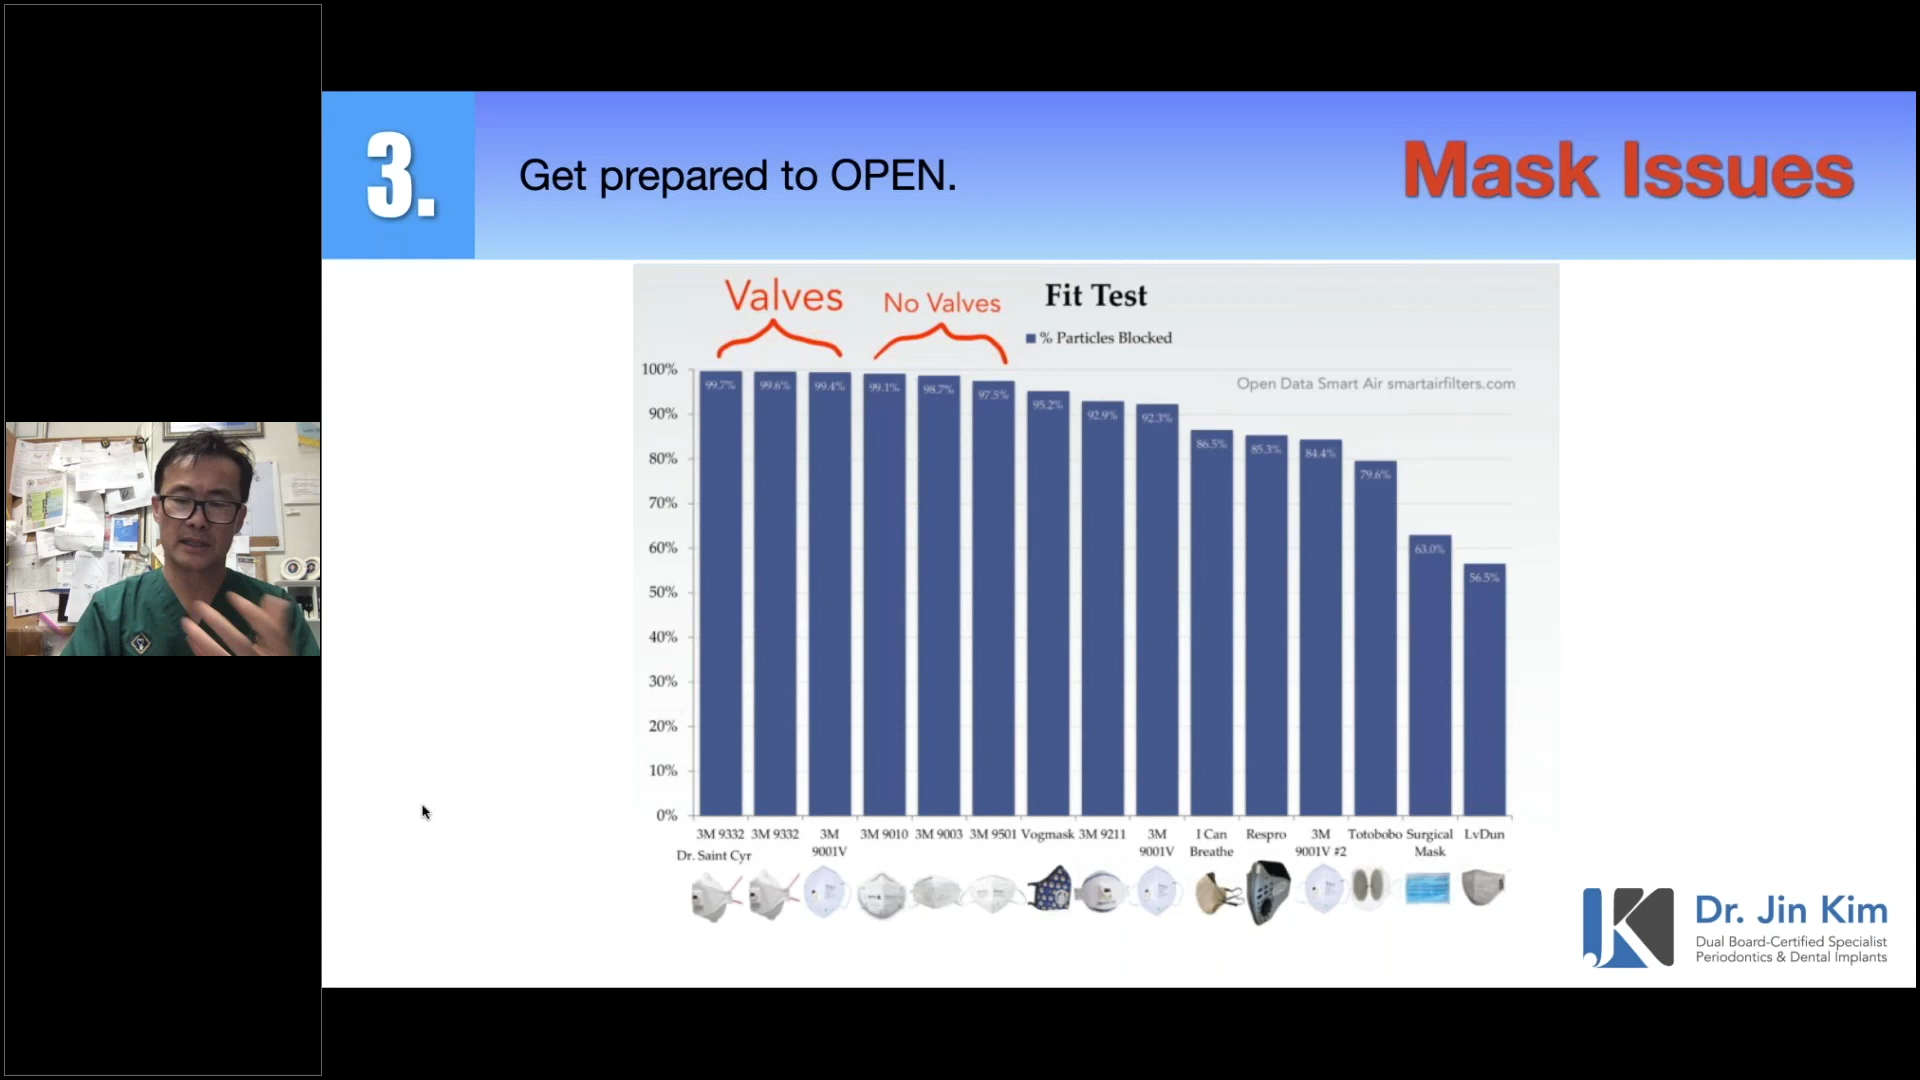 3.
Get prepared to OPEN.
Mask Issues
Valves
No Valves
Fit Test
% Particles Blocked
Open Data Smart Air smartairfilters.com
100%
90%
80%
70%
60%
50%
40%
30%
20%
10%
0%
99.7%
99.6%
99.4%
99.1%
98.7%
97.5%
95.2%
92.9%
92.3%
86.5%
85.3%
84.4%
79.6%
63.0%
56.5%
3M 9332
Dr. Saint Cyr
3M 9332
3M
9001V
3M 9010
3M 9003
3M 9501
Vogmask
3M 9211
3M
9001V
I Can
Breathe
Respro
3M
9001V #2
Totobobo
Surgical
Mask
LvDun
JK
Dr. Jin Kim
Dual Board-Certified Specialist
Periodontics & Dental Implants